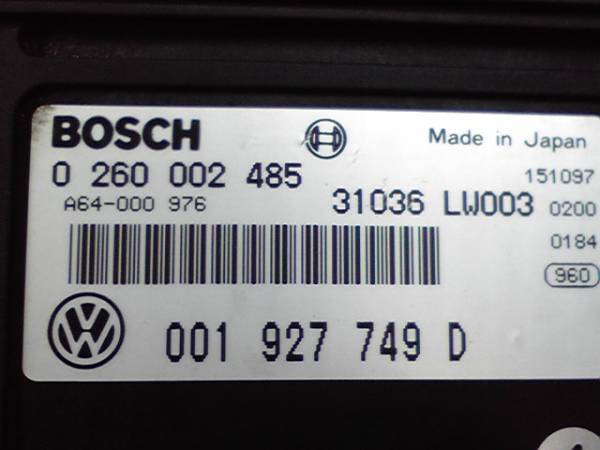 BOSCH
Made in Japan
0 260 002 485
151097
A64-000 976
31036 LW003
0200
0184
960
001 927 749 D